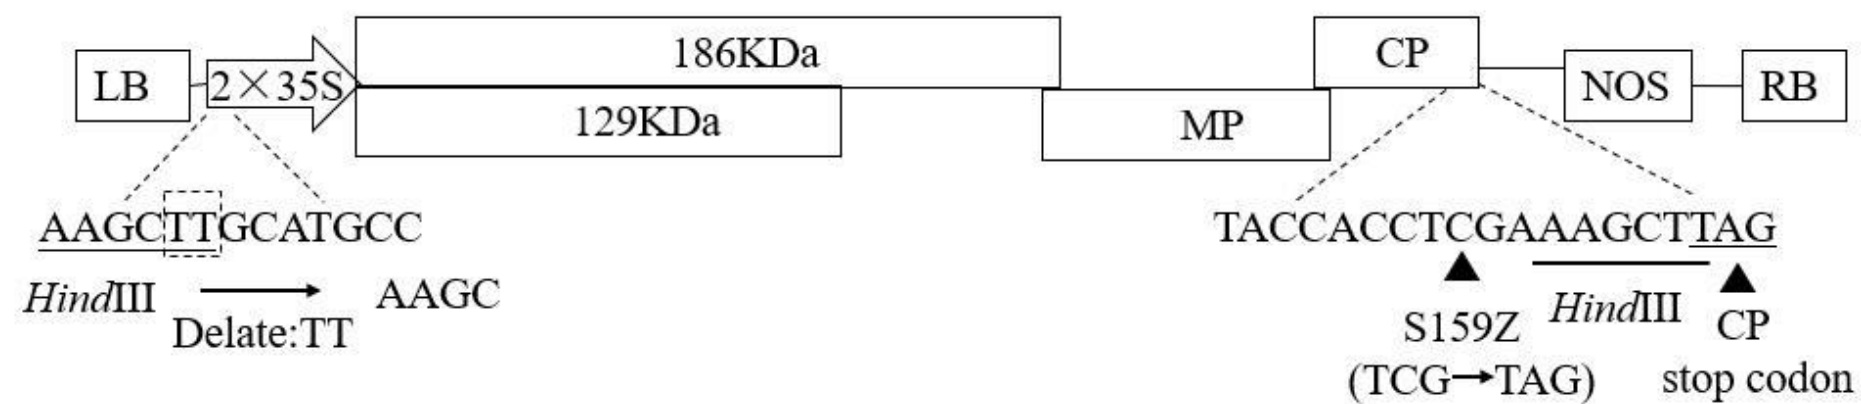 186KDa
CP
LB
2×35S
NOS
RB
129KDa
MP
AAGCTTGCATGCC
TACCACCTCGAAAGCTTAG
HindIII
AAGC
Delate:TT
HindIII
S159Z
CP
(TCG→TAG)
stop codon